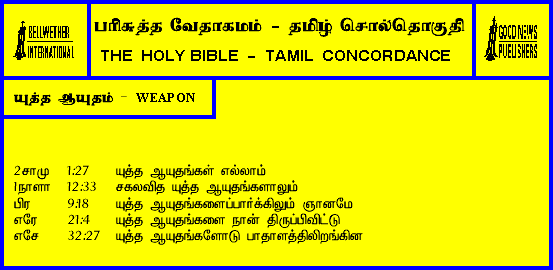 BELLWETHER
INTERNATIONAL
பரிசுத்த வேதாகமம் - தமிழ் சொல்தொகுதி
THE HOLY BIBLE - TAMIL CONCORDANCE
GOOD NEWS
PUBLISHERS
யுத்த ஆயுதம் - WEAPON
2சாமு 1:27 யுத்த ஆயுதங்கள் எல்லாம்
1நாளா 12:33 சகலவித யுத்த ஆயுதங்களாலும்
பிர 9:18 யுத்த ஆயுதங்களைப்பார்க்கிலும் ஞானமே
எரே 21:4 யுத்த ஆயுதங்களை நான் திருப்பிவிட்டு
எசே 32:27 யுத்த ஆயுதங்களோடு பாதாளத்திலிறங்கின